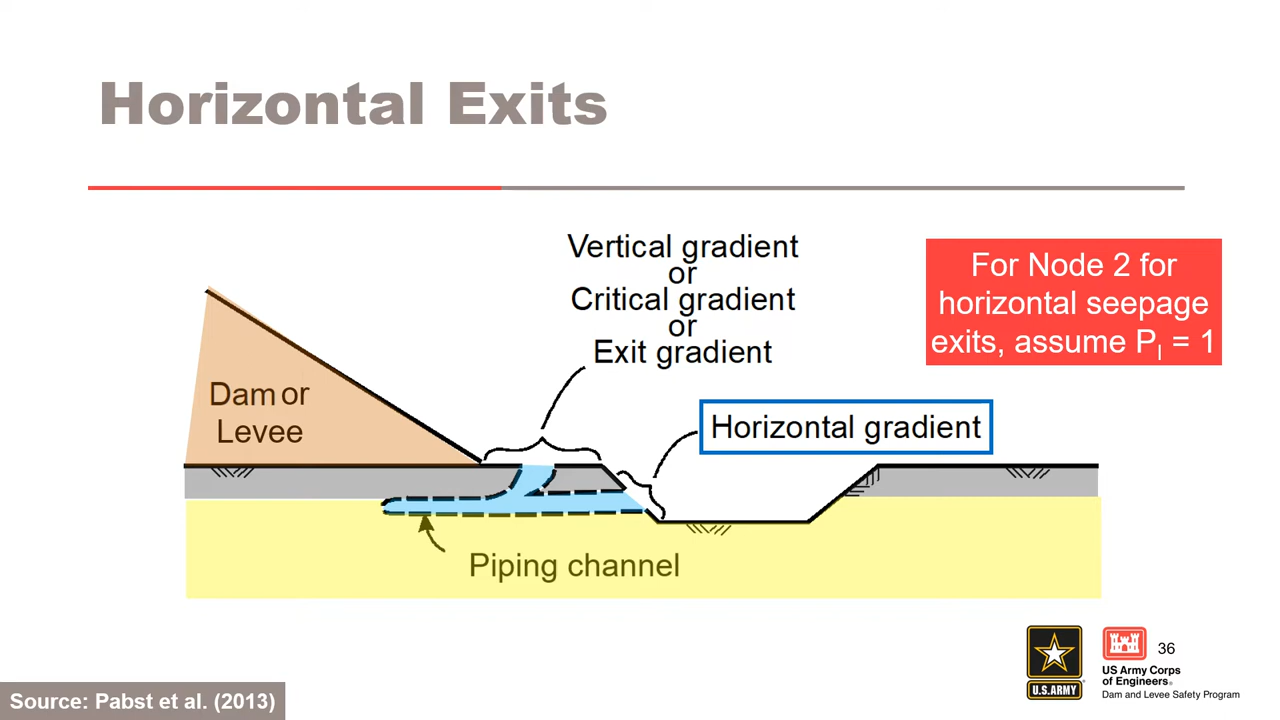 Horizontal Exits
Vertical gradient
or
Critical gradient
or
Exit gradient
For Node 2 for
horizontal seepage
exits, assume PI = 1
Dam or
Levee
Horizontal gradient
Piping channel
U.S.ARMY
36
US Army Corps
of Engineers®
Dam and Levee Safety Program
Source: Pabst et al. (2013)